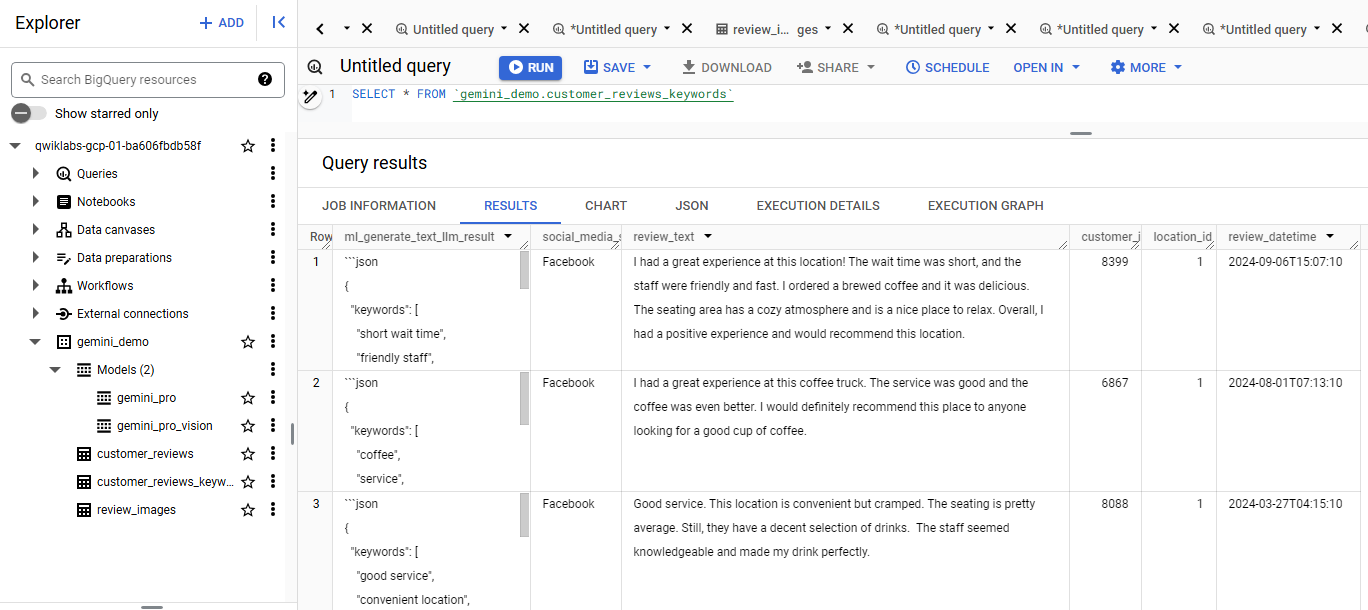 Explorer
+ ADD
Search BigQuery resources
?
Show starred only
qwiklabs-gcp-01-ba606fbdb58f
Queries
Notebooks
Data canvases
Data preparations
Workflows
External connections
gemini_demo
Models (2)
gemini_pro
gemini_pro_vision
customer_reviews
customer_reviews_keyw...
review_images
Untitled query
*Untitled query
review_i... ges
*Untitled query
*Untitled query
*Untitled query
Untitled query
RUN
SAVE
DOWNLOAD
SHARE
SCHEDULE
OPEN IN
MORE
1 SELECT * FROM `gemini_demo.customer_reviews_keywords`
Query results
JOB INFORMATION
RESULTS
CHART
JSON
EXECUTION DETAILS
EXECUTION GRAPH
Row
ml_generate_text_llm_result
social_media_s
review_text
customer_i
location_id
review_datetime
1
```json
{
"keywords": [
"short wait time",
"friendly staff",
Facebook
I had a great experience at this location! The wait time was short, and the
staff were friendly and fast. I ordered a brewed coffee and it was delicious.
The seating area has a cozy atmosphere and is a nice place to relax. Overall, I
had a positive experience and would recommend this location.
8399
1
2024-09-06T15:07:10
2
```json
{
"keywords": [
"coffee",
"service",
Facebook
I had a great experience at this coffee truck. The service was good and the
coffee was even better. I would definitely recommend this place to anyone
looking for a good cup of coffee.
6867
1
2024-08-01T07:13:10
3
```json
{
"keywords": [
"good service",
"convenient location",
Facebook
Good service. This location is convenient but cramped. The seating is pretty
average. Still, they have a decent selection of drinks.  The staff seemed
knowledgeable and made my drink perfectly.
8088
1
2024-03-27T04:15:10